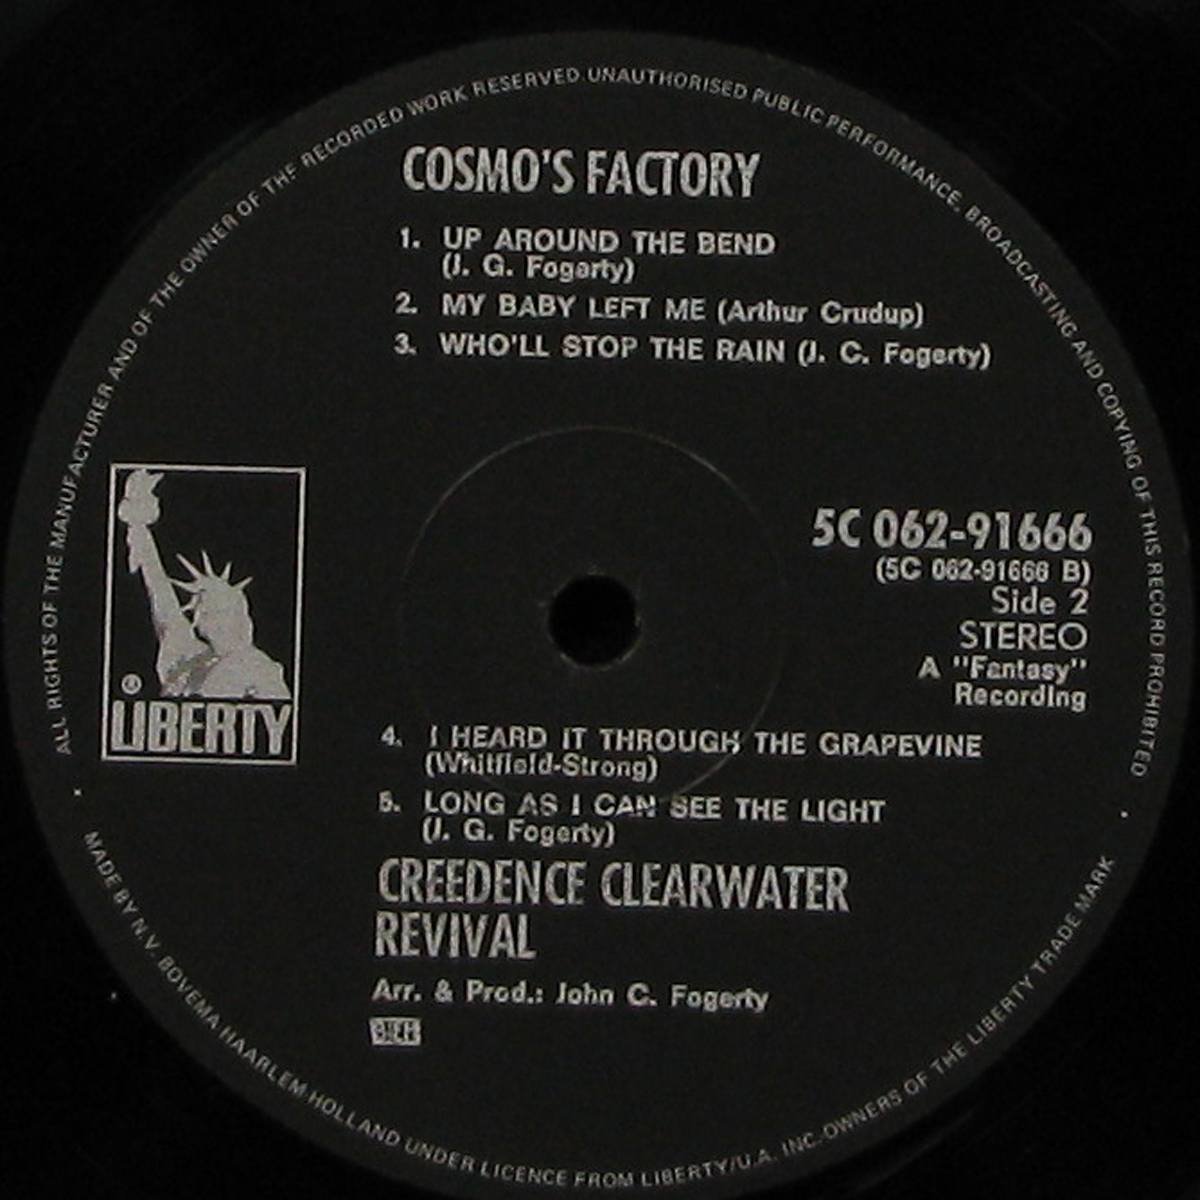 ALL RIGHTS OF THE MANUFACTURER AND OF THE OWNER OF THE RECORDED WORK RESERVED UNAUTHORISED PUBLIC PERFORMANCE, BROADCASTING AND COPYING OF THIS RECORD PROHIBITED
COSMO'S FACTORY
1. UP AROUND THE BEND
(J. G. Fogarty)
2. MY BABY LEFT ME (Arthur Crudup)
3. WHO'LL STOP THE RAIN (J. C. Fogerty)
5C 062-91666
(5C 062-91666 B)
Side 2
STEREO
A "Fantasy"
Recording
® LIBERTY
4. I HEARD IT THROUGH THE GRAPEVINE
(Whitfield-Strong)
5. LONG AS I CAN SEE THE LIGHT
(J. G. Fogerty)
CREEDENCE CLEARWATER
REVIVAL
Arr. & Prod.: John C. Fogerty
MADE BY N.V. BOVEMA HAARLEM HOLLAND UNDER LICENCE FROM LIBERTY/U.A. INC. OWNERS OF THE LIBERTY TRADE MARK